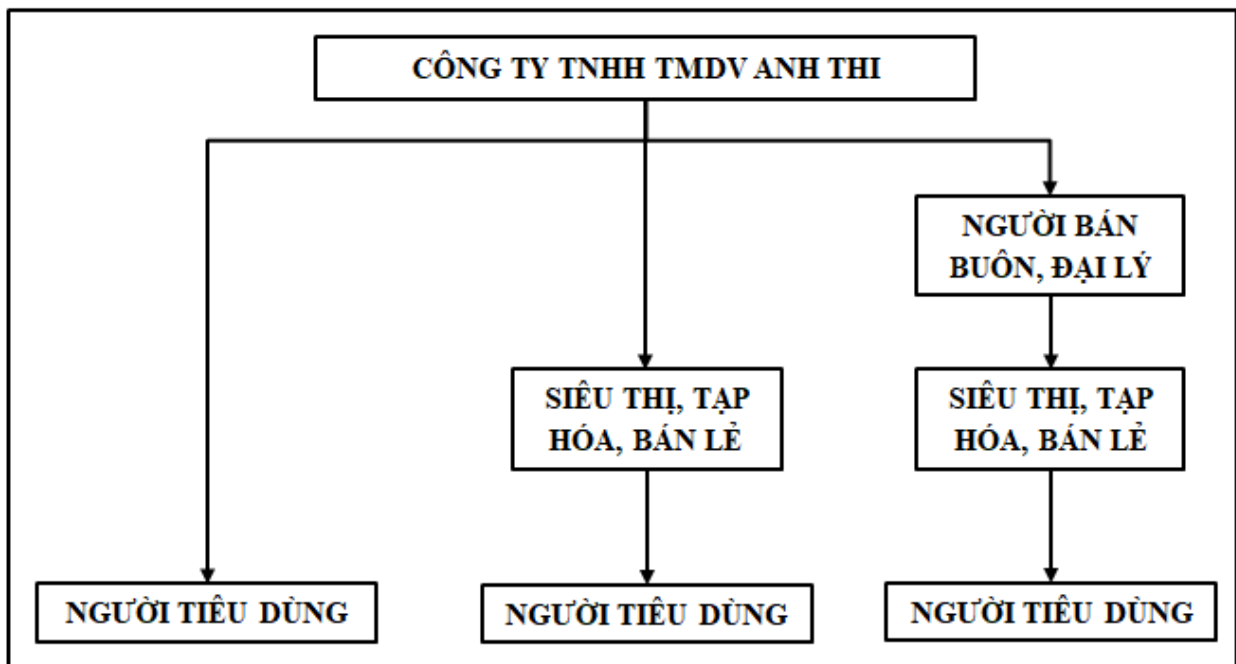 CÔNG TY TNHH TMDV ANH THI
NGƯỜI BÁN
BUÔN, ĐẠI LÝ
SIÊU THỊ, TẠP
HÓA, BÁN LẺ
SIÊU THỊ, TẠP
HÓA, BÁN LẺ
NGƯỜI TIÊU DÙNG
NGƯỜI TIÊU DÙNG
NGƯỜI TIÊU DÙNG